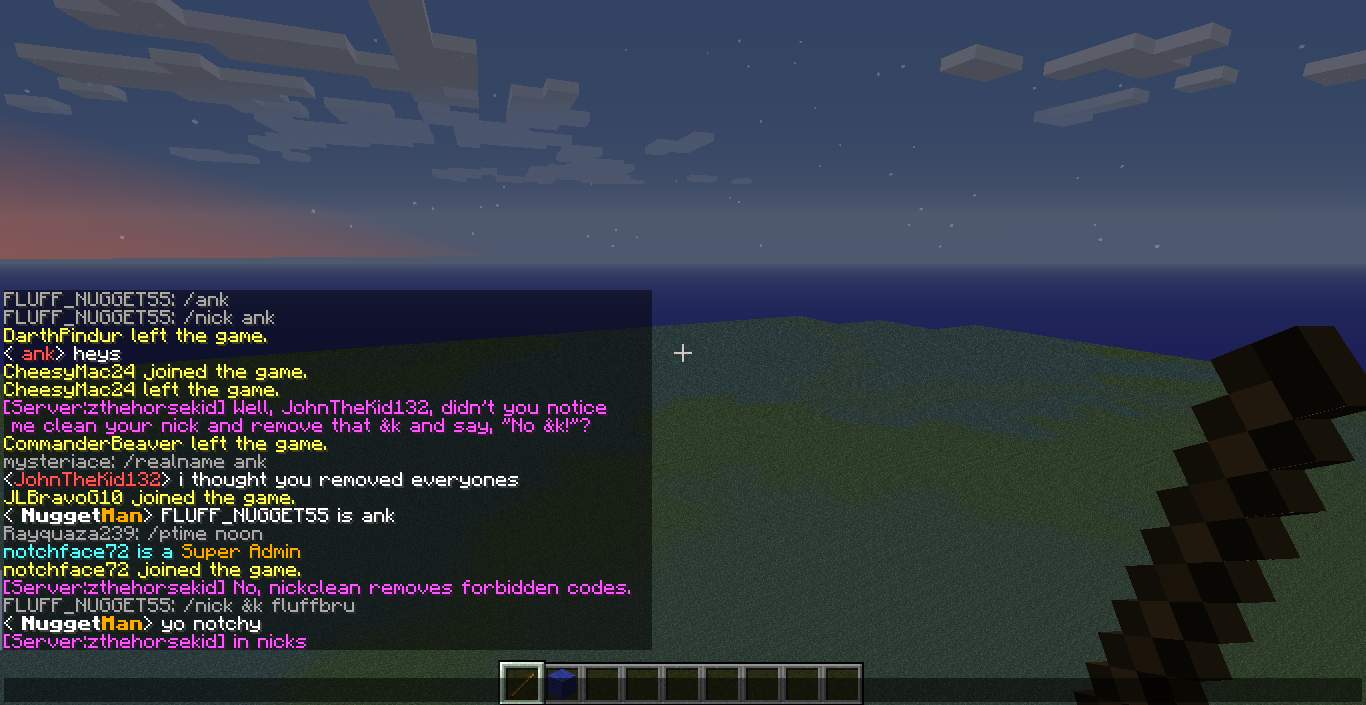 FLUFF_NUGGET55: /ank
FLUFF_NUGGET55: /nick ank
DarthPindur left the game.
< ank> heys
CheesyMac24 joined the game.
CheesyMac24 left the game.
[Server:zthehorsekid] Well, JohnTheKid132, didn't you notice
me clean your nick and remove that &k and say, "No &k!"?
CommanderBeaver left the game.
mysteriace: /realname ank
<JohnTheKid132> i thought you removed everyones
JLBravoG10 joined the game.
< NuggetMan> FLUFF_NUGGET55 is ank
Rayquaza239: /ptime noon
notchface72 is a Super Admin
notchface72 joined the game.
[Server:zthehorsekid] No, nickclean removes forbidden codes.
FLUFF_NUGGET55: /nick &k fluffbru
< NuggetMan> yo notchy
[Server:zthehorsekid] in nicks